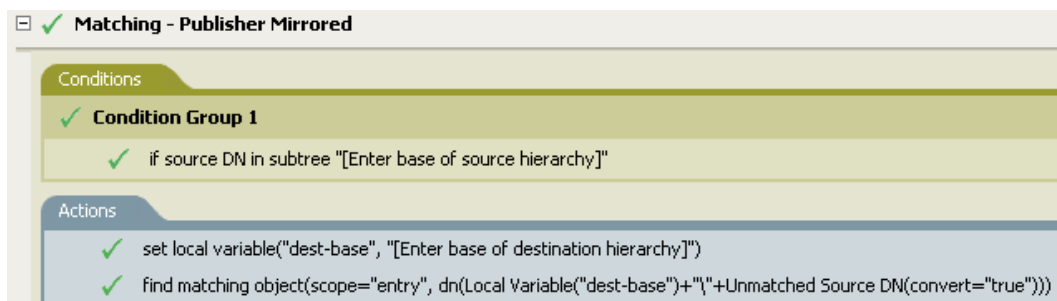 Matching - Publisher Mirrored
Conditions
Condition Group 1
if source DN in subtree "[Enter base of source hierarchy]"
Actions
set local variable("dest-base", "[Enter base of destination hierarchy]")
find matching object(scope="entry", dn(Local Variable("dest-base")+"\"+Unmatched Source DN(convert="true")))